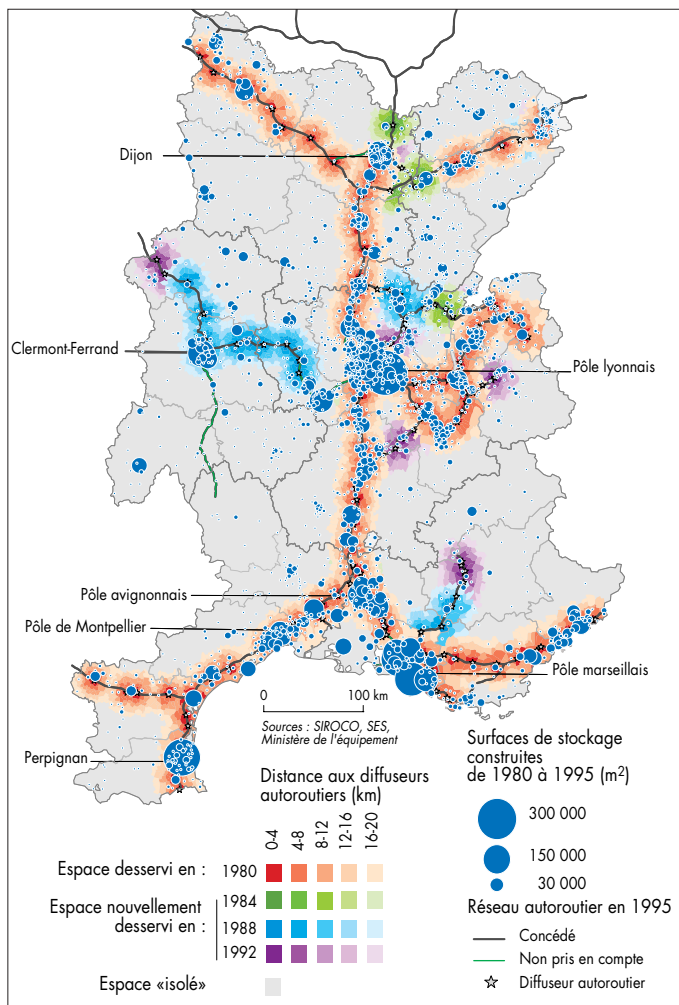 Dijon
Clermont-Ferrand
Pôle lyonnais
Pôle avignonnais
Pôle de Montpellier
Pôle marseillais
Perpignan
0 100 km
Sources : SIROCO, SES,
Ministère de l'équipement
Distance aux diffuseurs
autoroutiers (km)
0-4 4-8 8-12 12-16 16-20
Espace desservi en : 1980
Espace nouvellement
desservi en :
1984
1988
1992
Espace «isolé»
Surfaces de stockage
construites
de 1980 à 1995 (m²)
300 000
150 000
30 000
Réseau autoroutier en 1995
Concédé
Non pris en compte
Diffuseur autoroutier